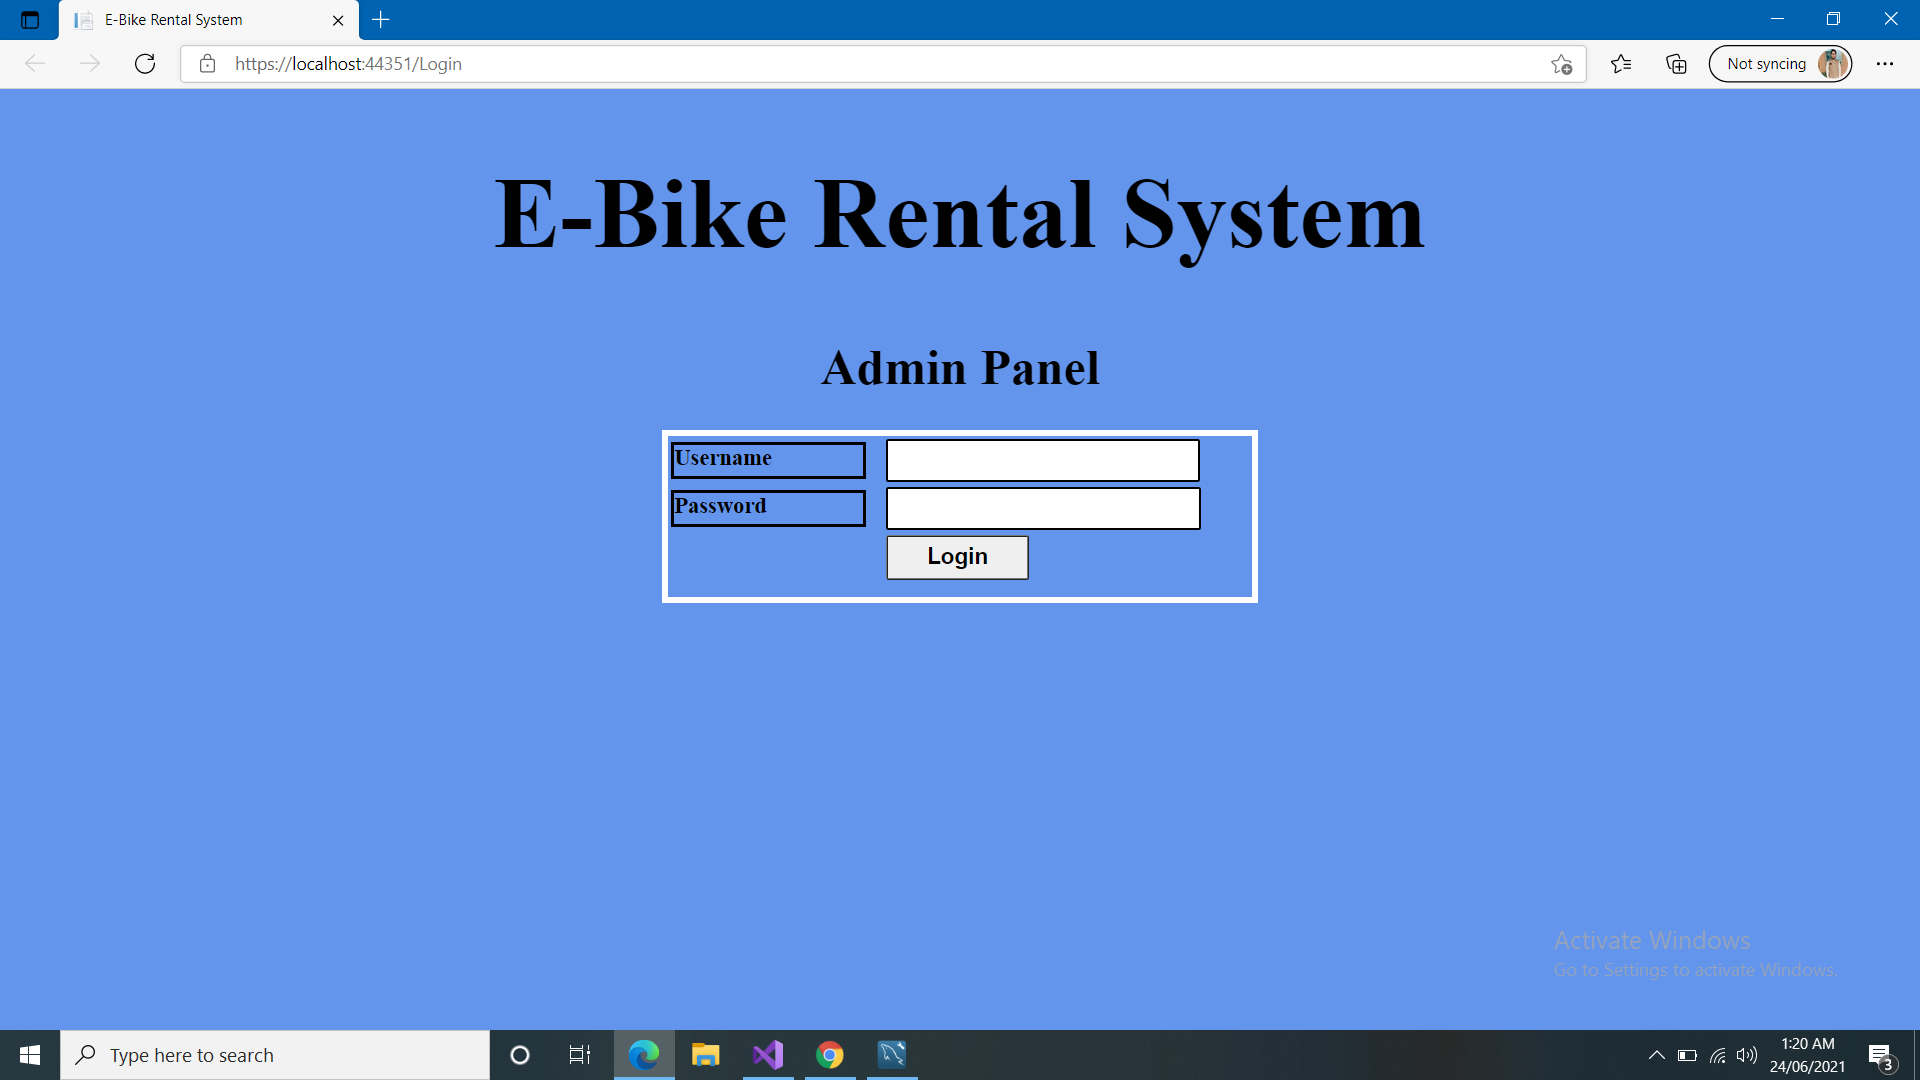 E-Bike Rental System
https://localhost:44351/Login
Not syncing
E-Bike Rental System
Admin Panel
Username
Password
Login
Activate Windows
Go to Settings to activate Windows.
Type here to search
1:20 AM
24/06/2021
3